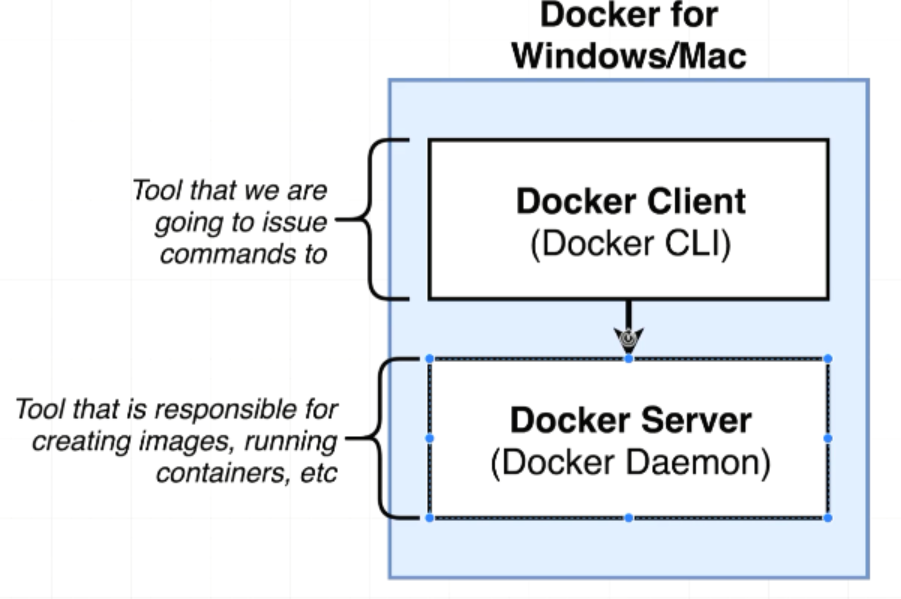 Docker for
Windows/Mac
Tool that we are
going to issue
commands to
Docker Client
(Docker CLI)
Tool that is responsible for
creating images, running
containers, etc
Docker Server
(Docker Daemon)